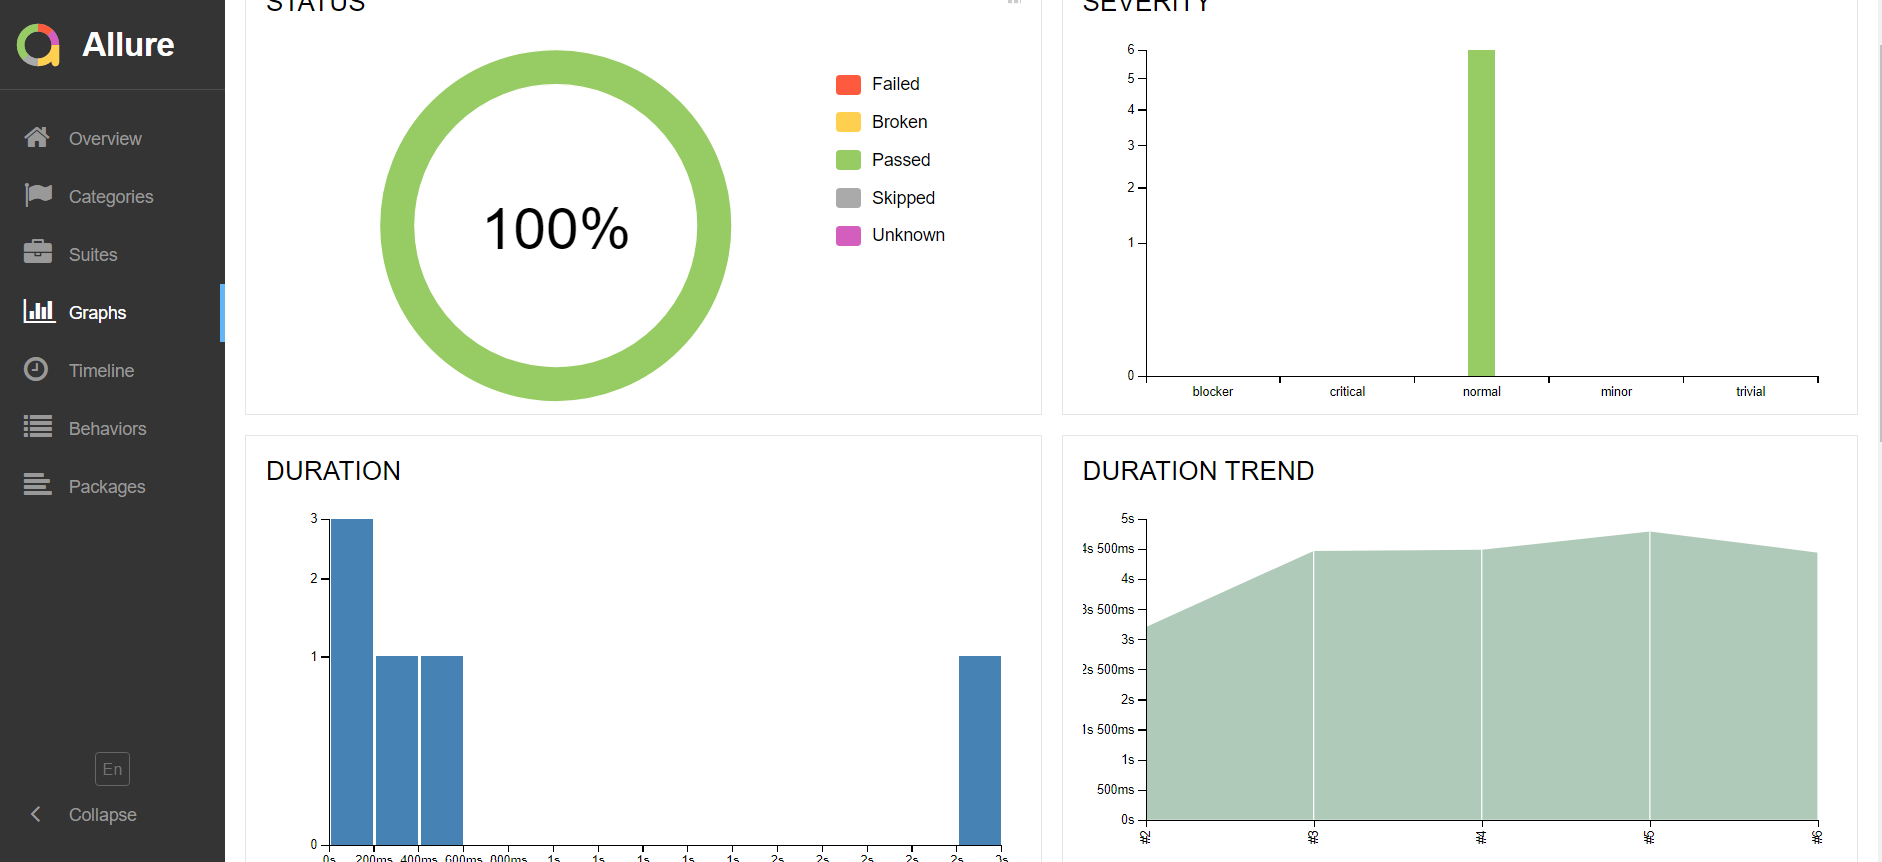 Allure
Overview
Categories
Suites
Graphs
Timeline
Behaviors
Packages
En
Collapse
STATUS
100%
Failed
Broken
Passed
Skipped
Unknown
SEVERITY
6
5
4
3
2
1
0
blocker
critical
normal
minor
trivial
DURATION
3
2
1
0
0s 200ms 400ms 600ms 800ms 1s 1s 1s 1s 1s 2s 2s 2s 2s 2s 3s
DURATION TREND
5s
4s 500ms
4s
3s 500ms
3s
2s 500ms
2s
1s 500ms
1s
500ms
0s
#2 #3 #4 #5 #6